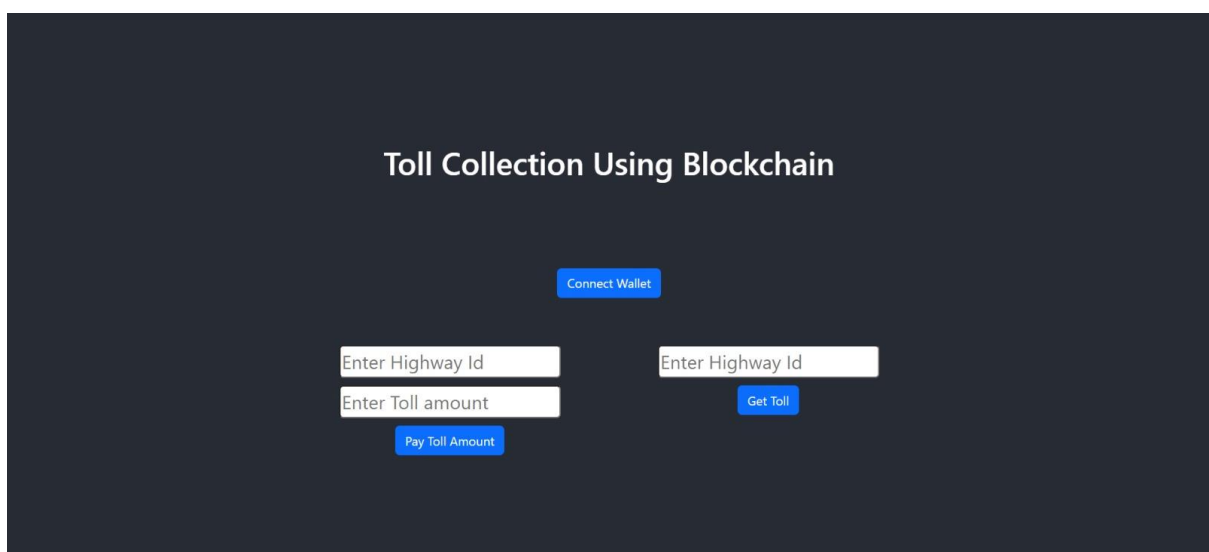 Toll Collection Using Blockchain
Connect Wallet
Enter Highway Id
Enter Toll amount
Pay Toll Amount
Enter Highway Id
Get Toll